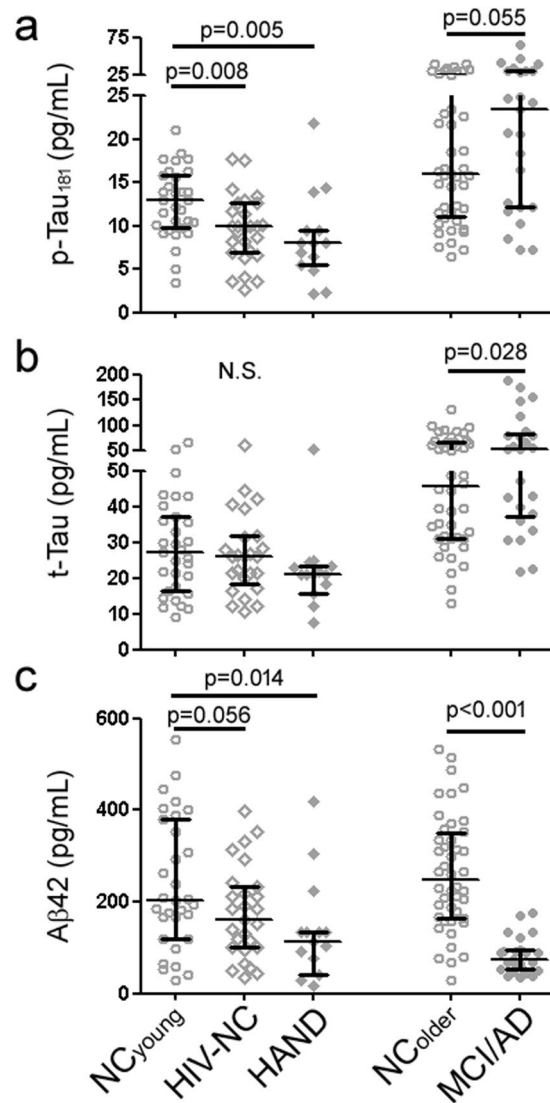 a
p=0.005
p=0.055
p=0.008
p-Tau181 (pg/mL)
75
25
25
20
15
10
5
0
b
N.S.
p=0.028
t-Tau (pg/mL)
200
150
100
50
50
40
30
20
10
0
c
p=0.014
p=0.056
p<0.001
Aβ42 (pg/mL)
600
400
200
0
NCyoung
HIV-NC
HAND
NColder
MCI/AD